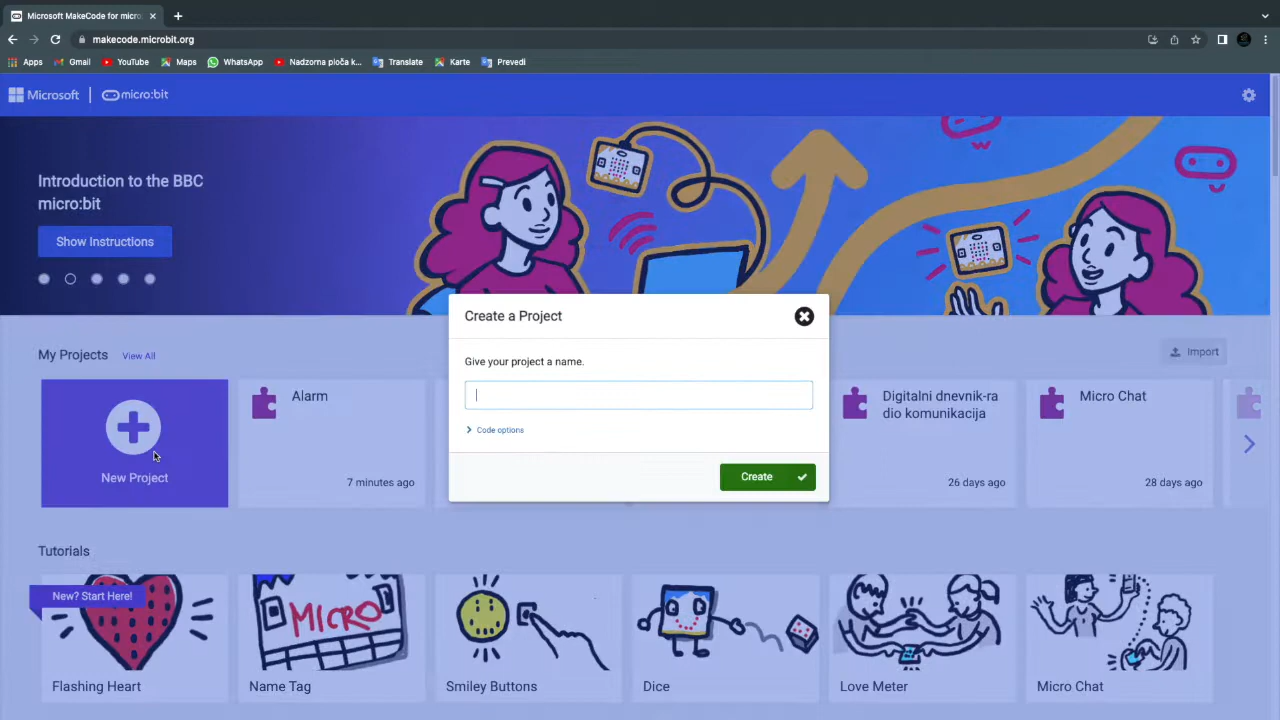 Microsoft MakeCode for micro:
makecode.microbit.org
Apps
Gmail
YouTube
Maps
WhatsApp
Nadzorna ploča k...
Translate
Karte
Prevedi
Microsoft | micro:bit
Introduction to the BBC
micro:bit
Show Instructions
Create a Project
Give your project a name.
Code options
Create
My Projects View All
Import
New Project
Alarm
7 minutes ago
Digitalni dnevnik-ra
dio komunikacija
26 days ago
Micro Chat
28 days ago
Tutorials
New? Start Here!
MICRO
Flashing Heart
Name Tag
Smiley Buttons
Dice
Love Meter
Micro Chat